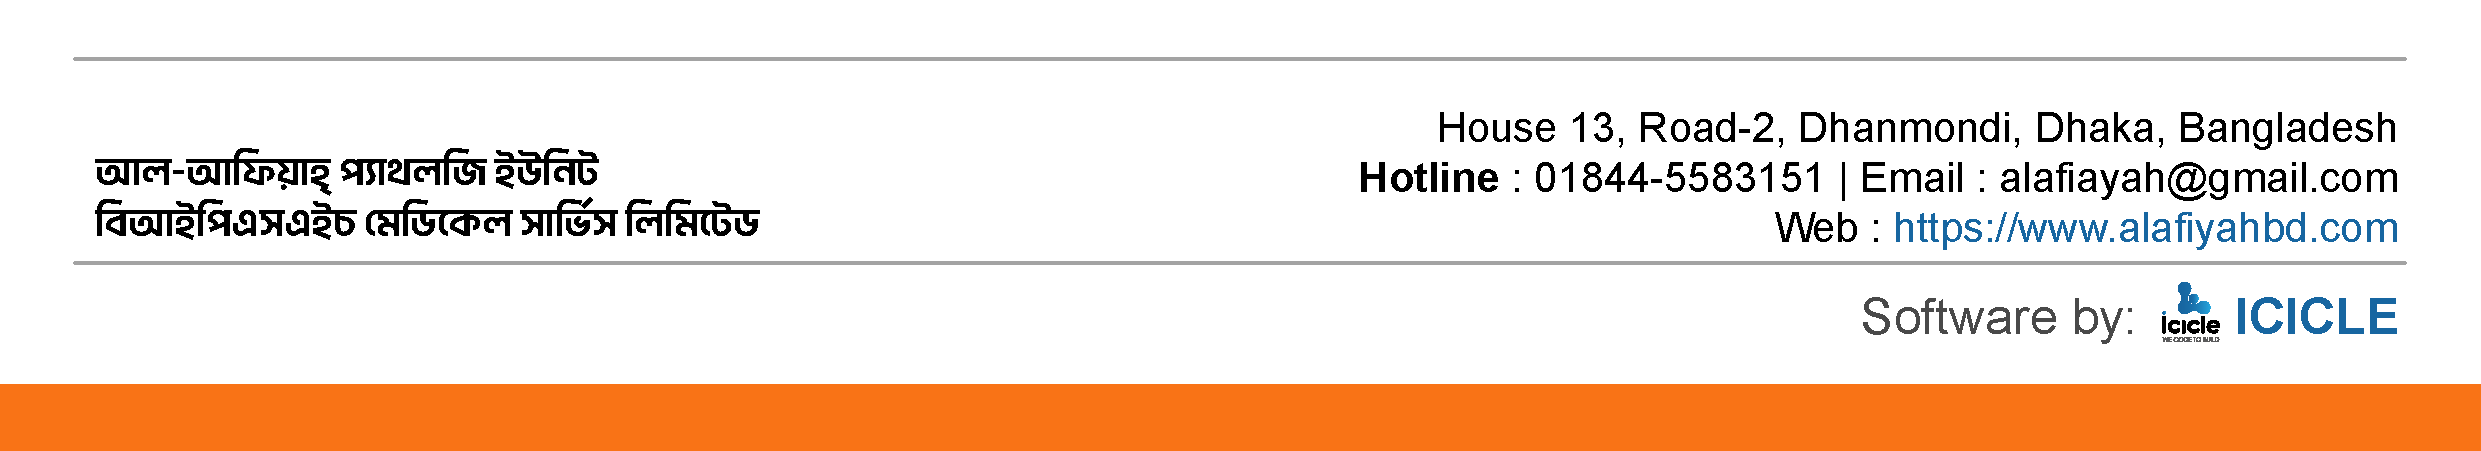 আল-আফিয়াহ্ প্যাথলজি ইউনিট
বিআইপিএসএইচ মেডিকেল সার্ভিস লিমিটেড
House 13, Road-2, Dhanmondi, Dhaka, Bangladesh
Hotline : 01844-5583151 | Email : alafiayah@gmail.com
Web : https://www.alafiyahbd.com
Software by: icicle ICICLE
WE CODE TO BUILD